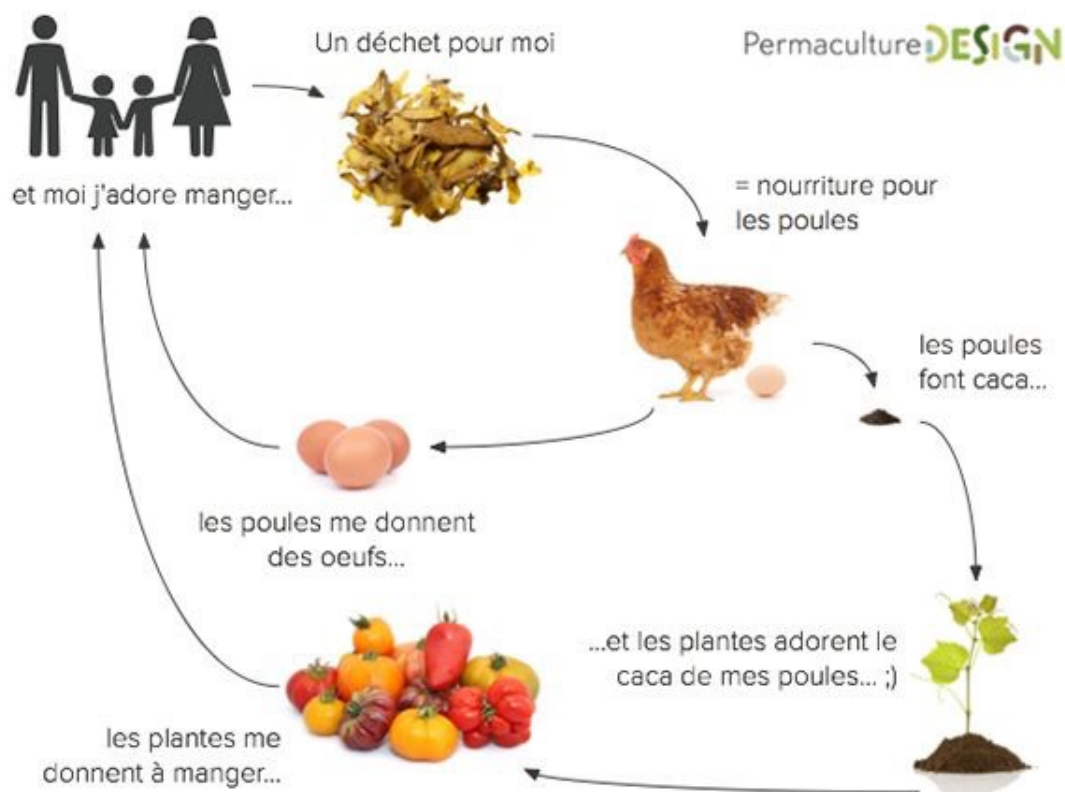 Un déchet pour moi
PermacultureDESIGN
et moi j'adore manger...
= nourriture pour
les poules
les poules
font caca...
les poules me donnent
des oeufs...
...et les plantes adorent le
caca de mes poules... ;)
les plantes me
donnent à manger...